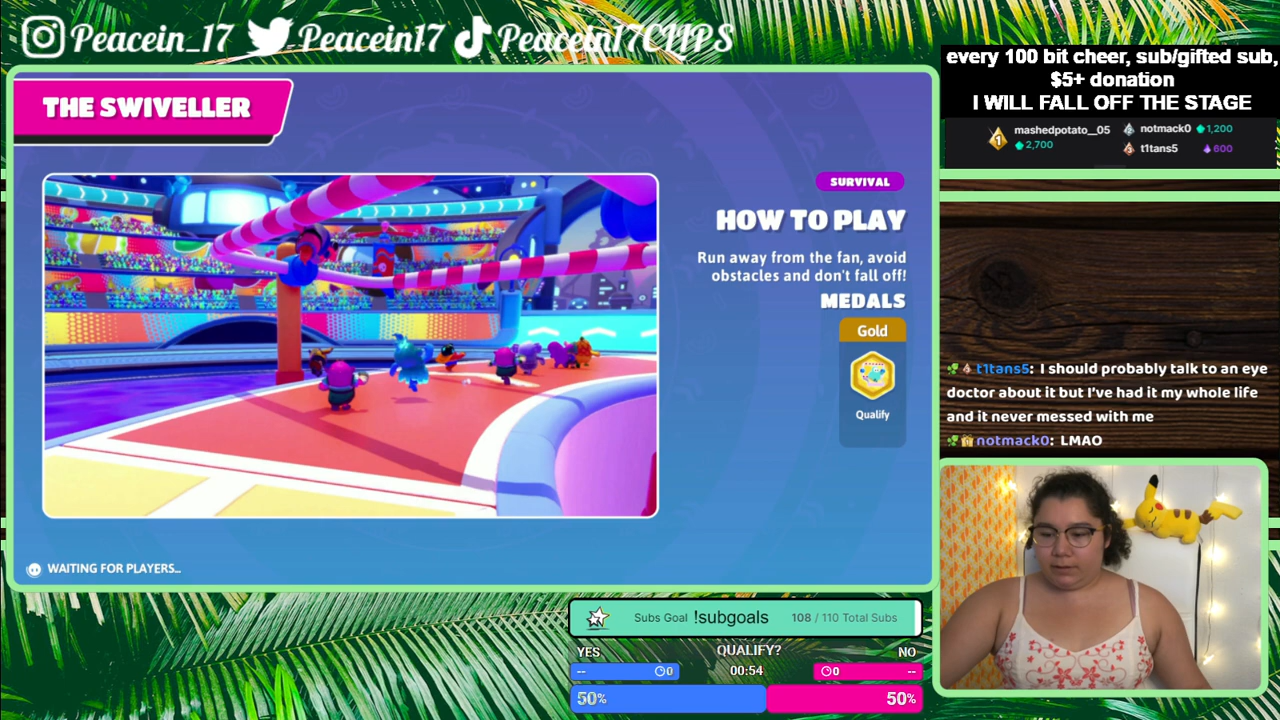 Peacein_17 Peacein17 Peacein17ClIPS
every 100 bit cheer, sub/gifted sub,
$5+ donation
I WILL FALL OFF THE STAGE
1 mashedpotato__05
2,700
2 notmack0 1,200
3 t1tans5 600
THE SWIVELLER
SURVIVAL
HOW TO PLAY
Run away from the fan, avoid
obstacles and don't fall off!
MEDALS
Gold
Qualify
WAITING FOR PLAYERS...
t1tans5: I should probably talk to an eye
doctor about it but I've had it my whole life
and it never messed with me
notmack0: LMAO
Subs Goal !subgoals 108 / 110 Total Subs
YES QUALIFY? NO
-- 0 00:54 0 --
50% 50%